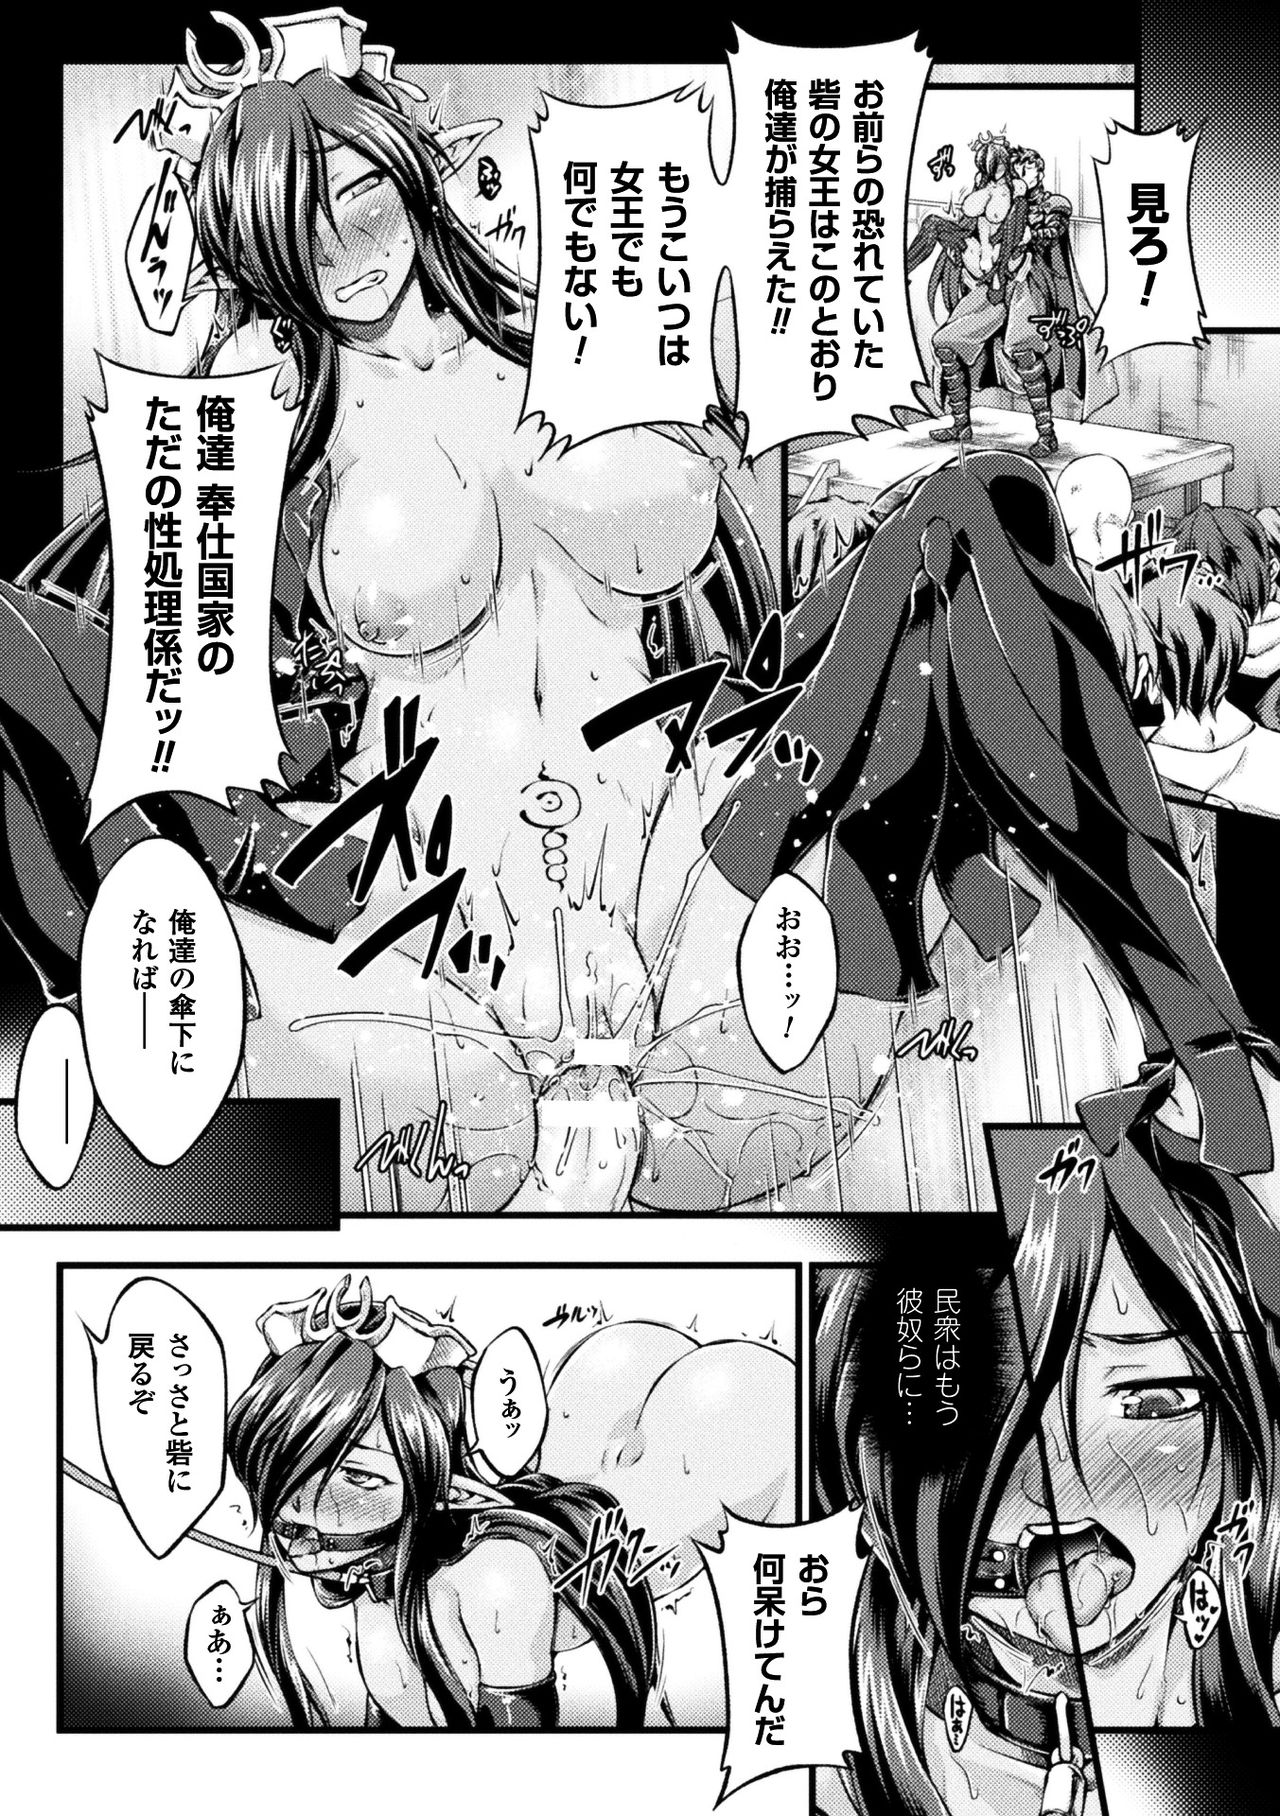 見ろ！
お前らの恐れていた
砦の女王はこのとおり
俺達が捕らえた!!
もうこいつは
女王でも
何でもない！
俺達 奉仕国家の
ただの性処理係だッ!!
おお…ッ！
俺達の傘下に
なれば――
――
民衆はもう
彼奴らに…
はッ♥
はぁ…
おら
何呆けてんだ
うぁッ
さっさと砦に
戻るぞ
ぁあ…